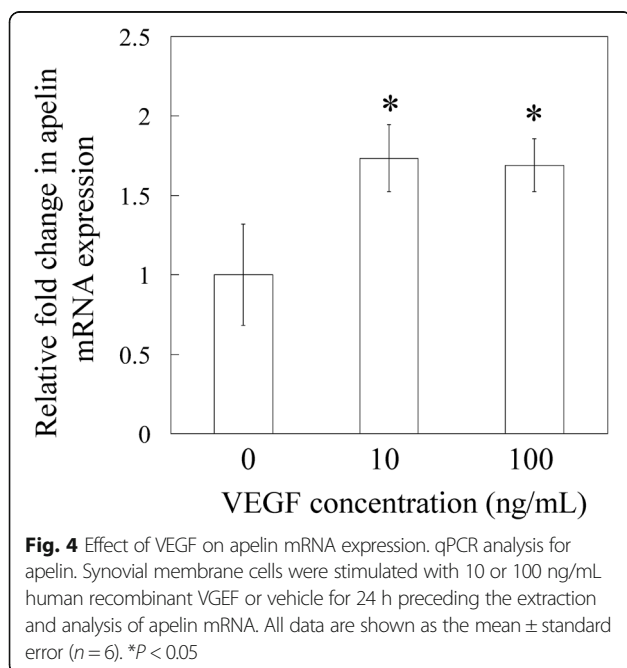 Relative fold change in apelin
mRNA expression
2.5
2
1.5
1
0.5
0
*
*
0 10 100
VEGF concentration (ng/mL)
Fig. 4 Effect of VEGF on apelin mRNA expression. qPCR analysis for
apelin. Synovial membrane cells were stimulated with 10 or 100 ng/mL
human recombinant VGEF or vehicle for 24 h preceding the extraction
and analysis of apelin mRNA. All data are shown as the mean ± standard
error (n = 6). *P < 0.05